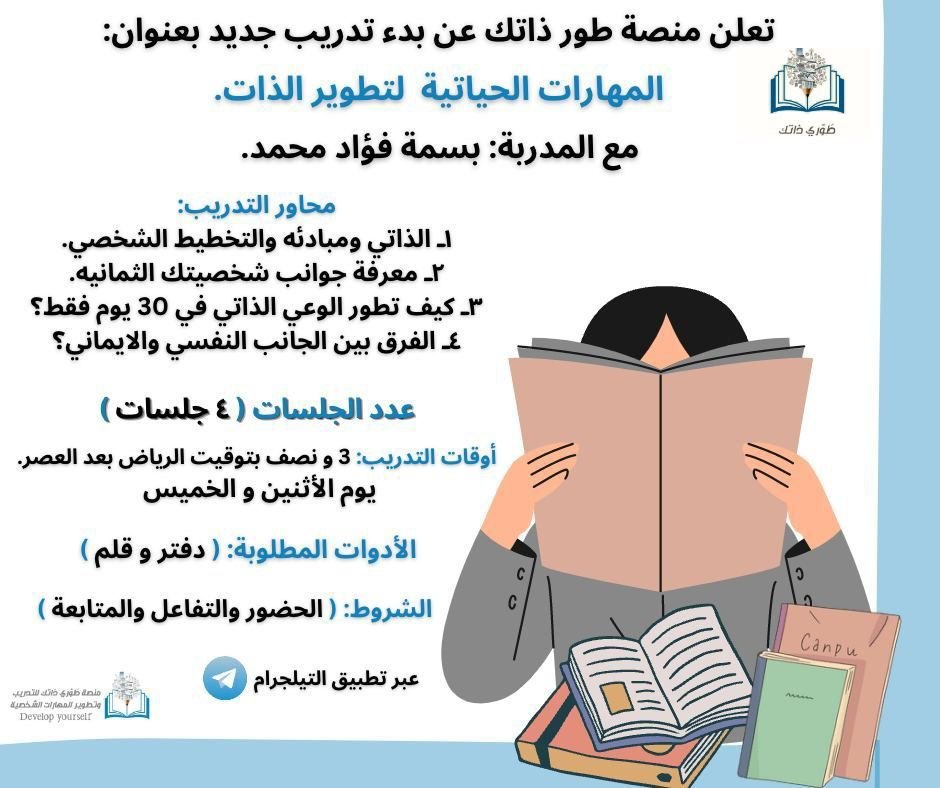 تعلن منصة طور ذاتك عن بدء تدريب جديد بعنوان:
المهارات الحياتية لتطوير الذات.
مع المدربة: بسمة فؤاد محمد.
طَوّري ذاتك
محاور التدريب:
١ـ الذاتي ومبادئه والتخطيط الشخصي.
٢ـ معرفة جوانب شخصيتك الثمانيه.
٣ـ كيف تطور الوعي الذاتي في 30 يوم فقط؟
٤ـ الفرق بين الجانب النفسي والايماني؟
عدد الجلسات ( ٤ جلسات )
أوقات التدريب: 3 و نصف بتوقيت الرياض بعد العصر.
يوم الأثنين و الخميس
الأدوات المطلوبة: ( دفتر و قلم )
الشروط: ( الحضور والتفاعل والمتابعة )
عبر تطبيق التيلجرام
منصة طَوّري ذاتك للتدريب
وتطوير المهارات الشخصية
Develop yourself
Canpu